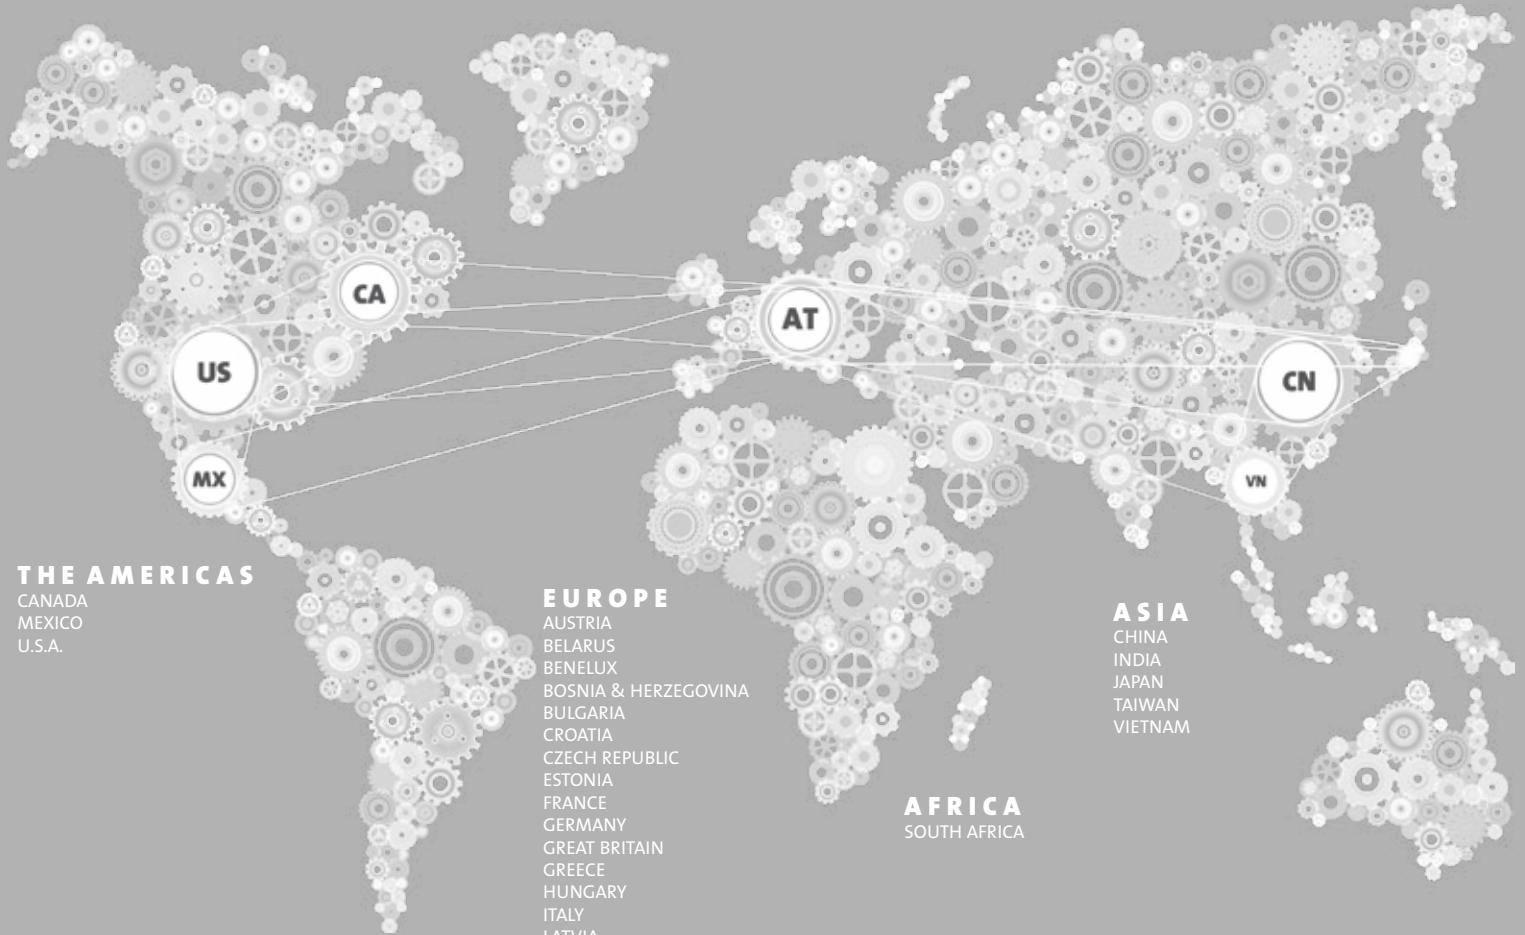 CA
US
MX
AT
CN
VN
THE AMERICAS
CANADA
MEXICO
U.S.A.
EUROPE
AUSTRIA
BELARUS
BENELUX
BOSNIA & HERZEGOVINA
BULGARIA
CROATIA
CZECH REPUBLIC
ESTONIA
FRANCE
GERMANY
GREAT BRITAIN
GREECE
HUNGARY
ITALY
LATVIA
ASIA
CHINA
INDIA
JAPAN
TAIWAN
VIETNAM
AFRICA
SOUTH AFRICA